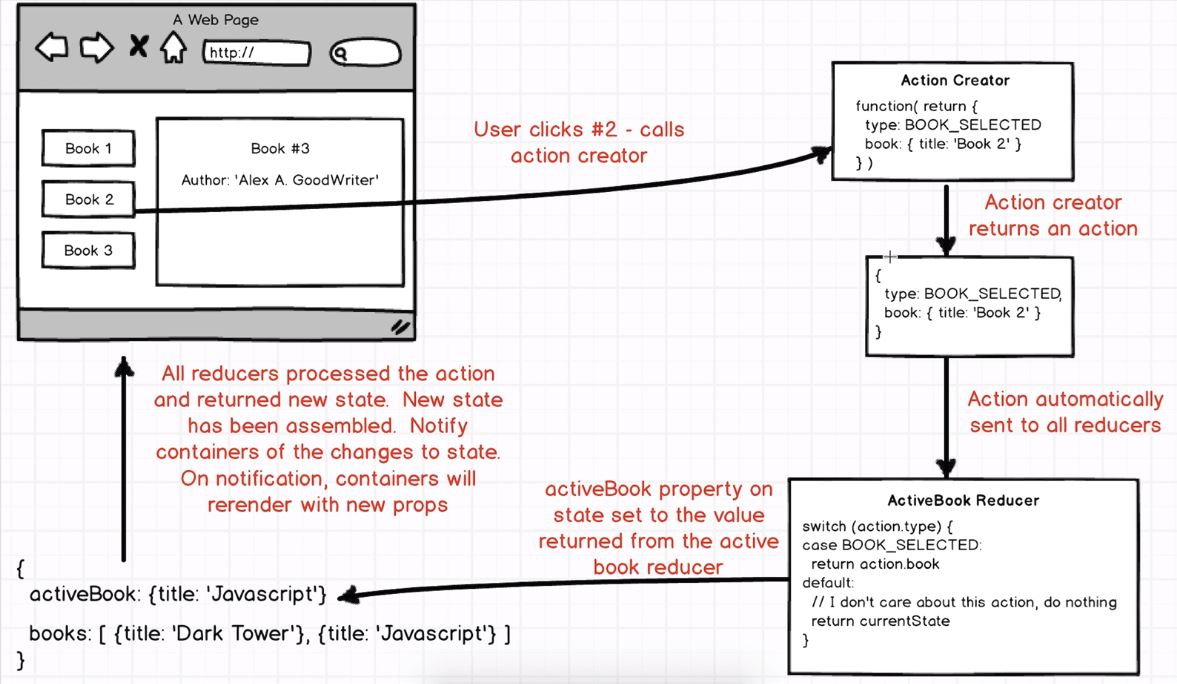 A Web Page
http://
Book 1
Book 2
Book 3
Book #3
Author: 'Alex A. GoodWriter'
User clicks #2 - calls
action creator
Action Creator
function( return {
type: BOOK_SELECTED
book: { title: 'Book 2' }
} )
Action creator
returns an action
{
type: BOOK_SELECTED,
book: { title: 'Book 2' }
}
Action automatically
sent to all reducers
ActiveBook Reducer
switch (action.type) {
case BOOK_SELECTED:
return action.book
default:
// I don't care about this action, do nothing
return currentState
}
activeBook property on
state set to the value
returned from the active
book reducer
{
activeBook: {title: 'Javascript'}
books: [ {title: 'Dark Tower'}, {title: 'Javascript'} ]
}
All reducers processed the action
and returned new state. New state
has been assembled. Notify
containers of the changes to state.
On notification, containers will
rerender with new props